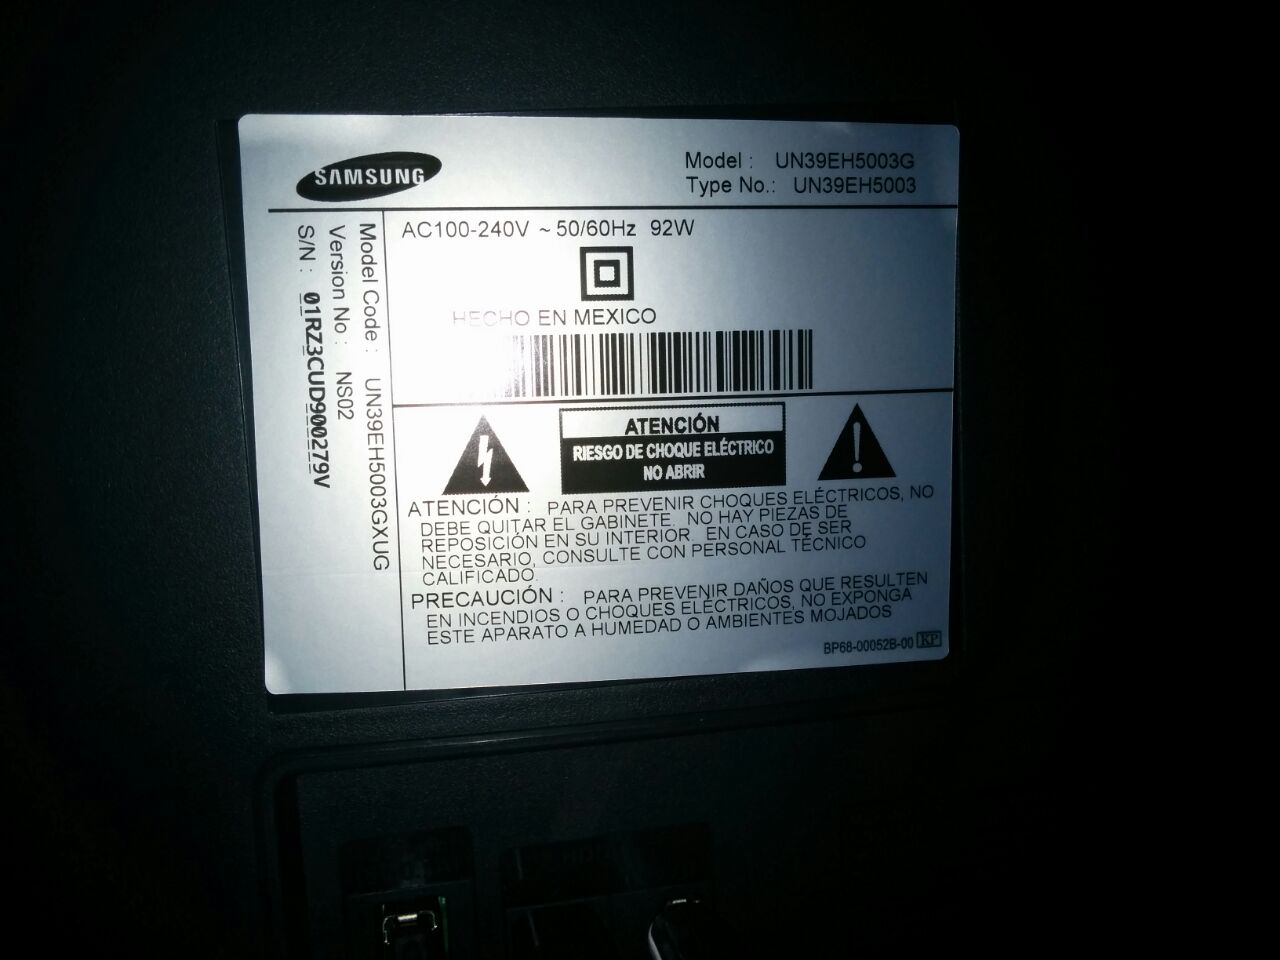 SAMSUNG
Model : UN39EH5003G
Type No.: UN39EH5003
Model Code : UN39EH5003GXUG
Version No : NS02
S/N : 01RZ3CUD900279V
AC100-240V ~ 50/60Hz 92W
HECHO EN MEXICO
ATENCIÓN
RIESGO DE CHOQUE ELÉCTRICO
NO ABRIR
ATENCIÓN : PARA PREVENIR CHOQUES ELÉCTRICOS, NO
DEBE QUITAR EL GABINETE. NO HAY PIEZAS DE
REPOSICIÓN EN SU INTERIOR. EN CASO DE SER
NECESARIO, CONSULTE CON PERSONAL TÉCNICO
CALIFICADO.
PRECAUCIÓN : PARA PREVENIR DAÑOS QUE RESULTEN
EN INCENDIOS O CHOQUES ELÉCTRICOS, NO EXPONGA
ESTE APARATO A HUMEDAD O AMBIENTES MOJADOS
BP68-00052B-00 KP